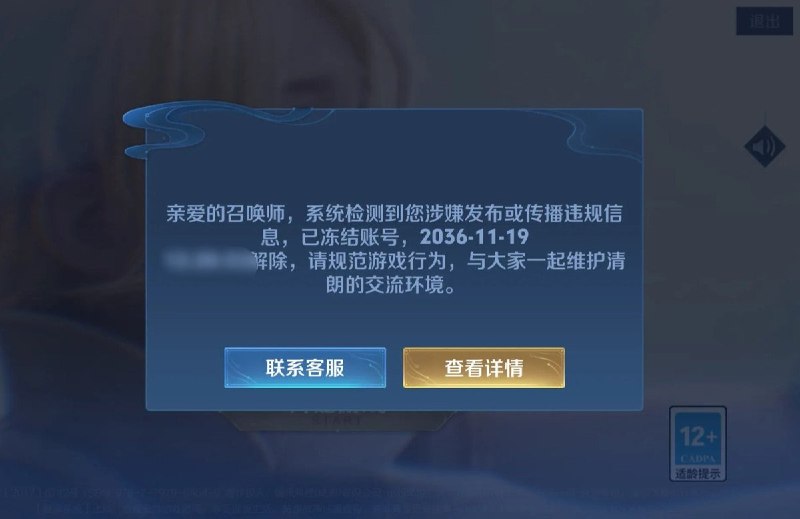 退出
亲爱的召唤师，系统检测到您涉嫌发布或传播违规信
息，已冻结账号，2036-11-19
解除，请规范游戏行为，与大家一起维护清
朗的交流环境。
联系客服
查看详情
START
12+
CADPA
适龄提示